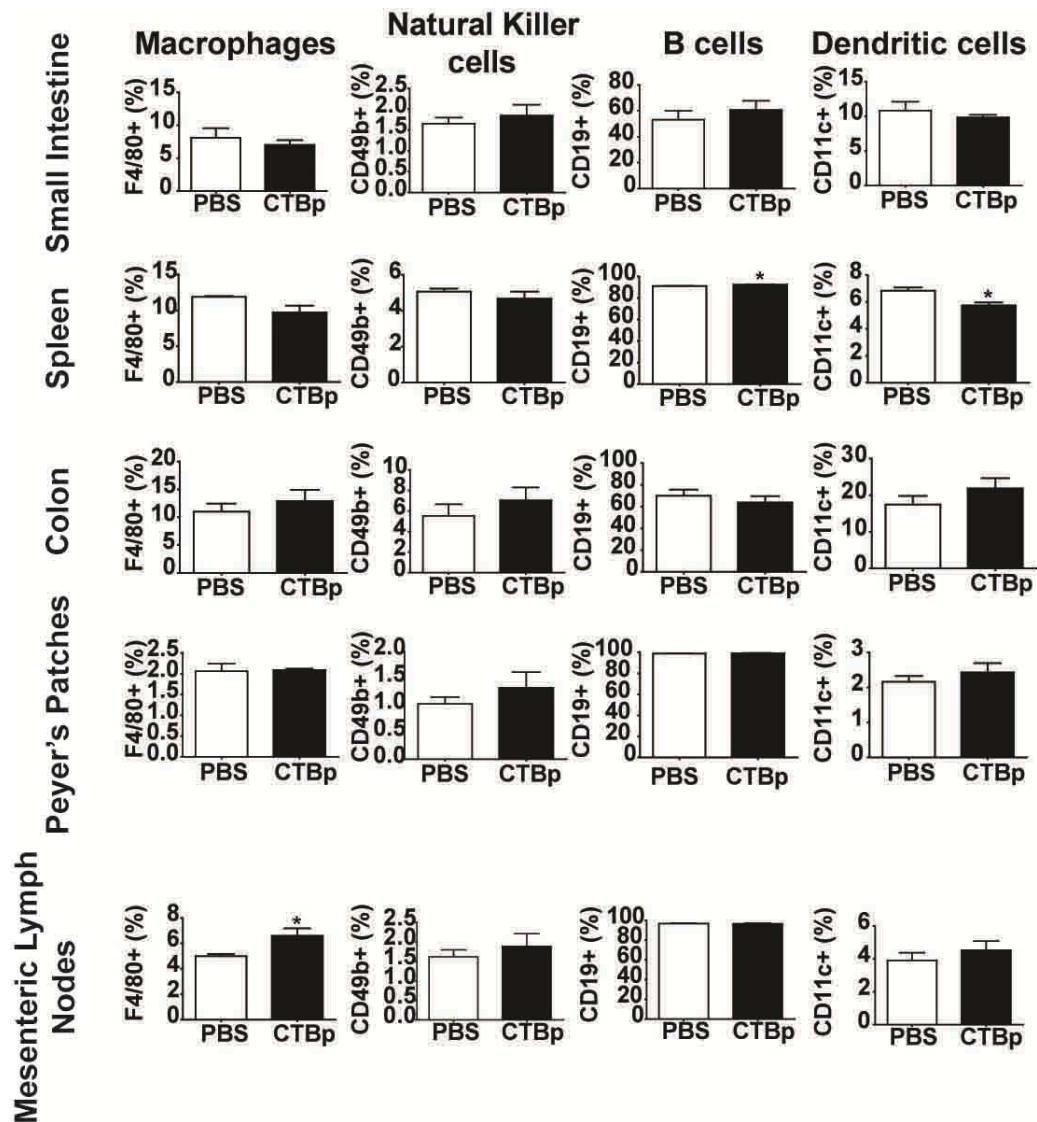 Macrophages
Natural Killer
cells
B cells
Dendritic cells
Small Intestine
F4/80+ (%)
15
10
5
0
PBS CTBp
CD49b+ (%)
2.5
2.0
1.5
1.0
0.5
0.0
PBS CTBp
CD19+ (%)
80
60
40
20
0
PBS CTBp
CD11c+ (%)
15
10
5
0
PBS CTBp
Spleen
F4/80+ (%)
15
10
5
0
PBS CTBp
CD49b+ (%)
6
4
2
0
PBS CTBp
CD19+ (%)
100
80
60
40
20
0
*
PBS CTBp
CD11c+ (%)
8
6
4
2
0
*
PBS CTBp
Colon
F4/80+ (%)
20
15
10
5
0
PBS CTBp
CD49b+ (%)
10
8
6
4
2
0
PBS CTBp
CD19+ (%)
100
80
60
40
20
0
PBS CTBp
CD11c+ (%)
30
20
10
0
PBS CTBp
Peyer's Patches
F4/80+ (%)
2.5
2.0
1.5
1.0
0.5
0.0
PBS CTBp
CD49b+ (%)
2.0
1.5
1.0
0.5
0.0
PBS CTBp
CD19+ (%)
100
80
60
40
20
0
PBS CTBp
CD11c+ (%)
3
2
1
0
PBS CTBp
Mesenteric Lymph
Nodes
F4/80+ (%)
8
6
4
2
0
*
PBS CTBp
CD49b+ (%)
2.5
2.0
1.5
1.0
0.5
0.0
PBS CTBp
CD19+ (%)
100
80
60
40
20
0
PBS CTBp
CD11c+ (%)
6
4
2
0
PBS CTBp